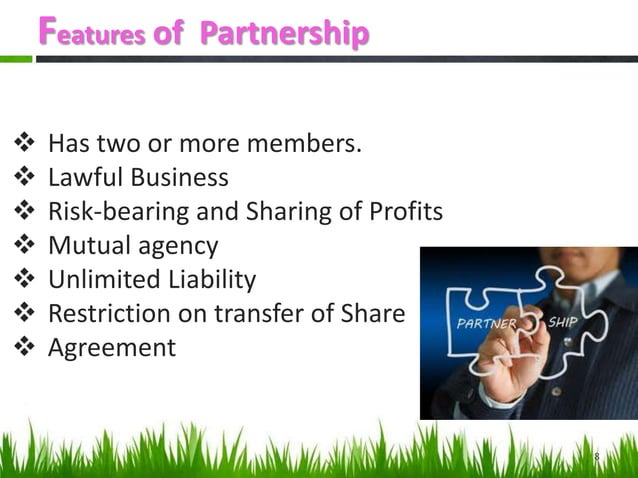 Features of Partnership
❖ Has two or more members.
❖ Lawful Business
❖ Risk-bearing and Sharing of Profits
❖ Mutual agency
❖ Unlimited Liability
❖ Restriction on transfer of Share
❖ Agreement
PARTNER SHIP
8